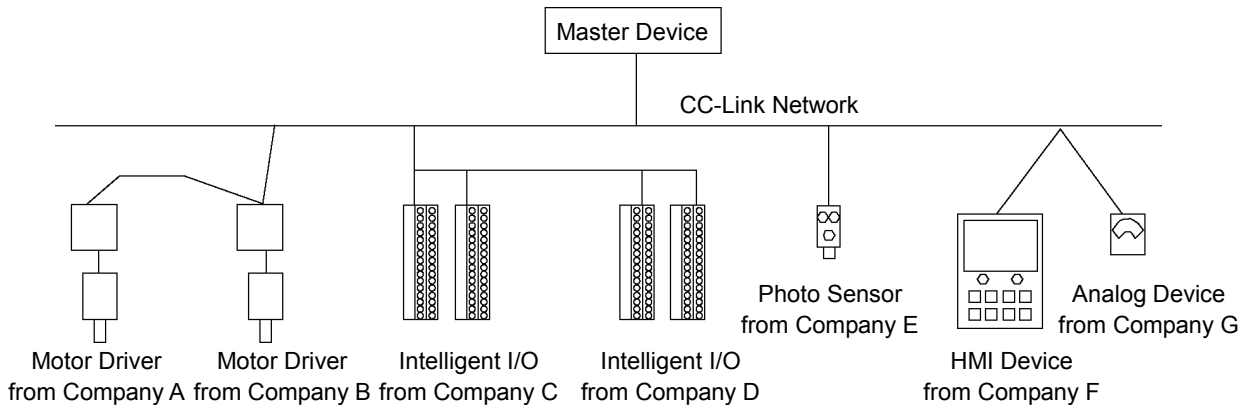 Master Device
CC-Link Network
Photo Sensor
from Company E
Analog Device
from Company G
Motor Driver
from Company A
Motor Driver
from Company B
Intelligent I/O
from Company C
Intelligent I/O
from Company D
HMI Device
from Company F